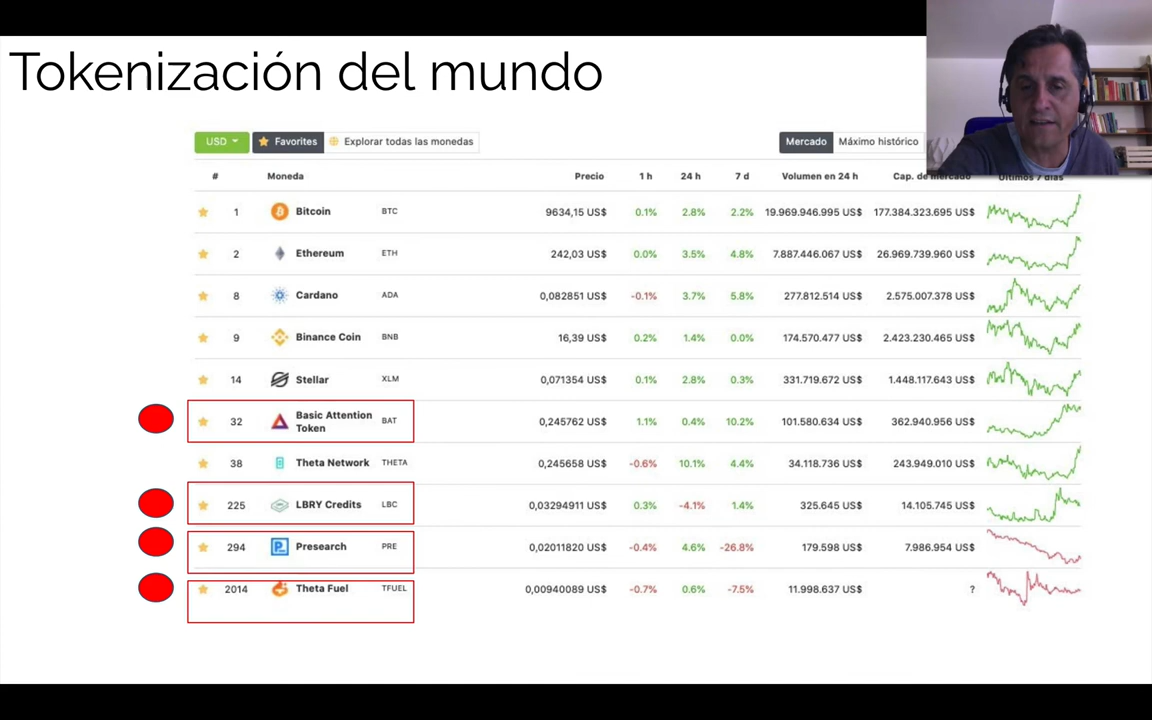 Tokenización del mundo
USD Favorites Explorar todas las monedas Mercado Máximo histórico
# Moneda Precio 1 h 24 h 7 d Volumen en 24 h Cap. de mercado Últimos 7 días
1 Bitcoin BTC 9634,15 US$ 0.1% 2.8% 2.2% 19.969.946.995 US$ 177.384.323.695 US$
2 Ethereum ETH 242,03 US$ 0.0% 3.5% 4.8% 7.887.446.067 US$ 26.969.739.960 US$
8 Cardano ADA 0,082851 US$ -0.1% 3.7% 5.8% 277.812.514 US$ 2.575.007.378 US$
9 Binance Coin BNB 16,39 US$ 0.2% 1.4% 0.0% 174.570.477 US$ 2.423.230.465 US$
14 Stellar XLM 0,071354 US$ 0.1% 2.8% 0.3% 331.719.672 US$ 1.448.117.643 US$
32 Basic Attention Token BAT 0,245762 US$ 1.1% 0.4% 10.2% 101.580.634 US$ 362.940.956 US$
38 Theta Network THETA 0,245658 US$ -0.6% 10.1% 4.4% 34.118.736 US$ 243.949.010 US$
225 LBRY Credits LBC 0,03294911 US$ 0.3% -4.1% 1.4% 325.645 US$ 14.105.745 US$
294 Presearch PRE 0,02011820 US$ -0.4% 4.6% -26.8% 179.598 US$ 7.986.954 US$
2014 Theta Fuel TFUEL 0,00940089 US$ -0.7% 0.6% -7.5% 11.998.637 US$ ?